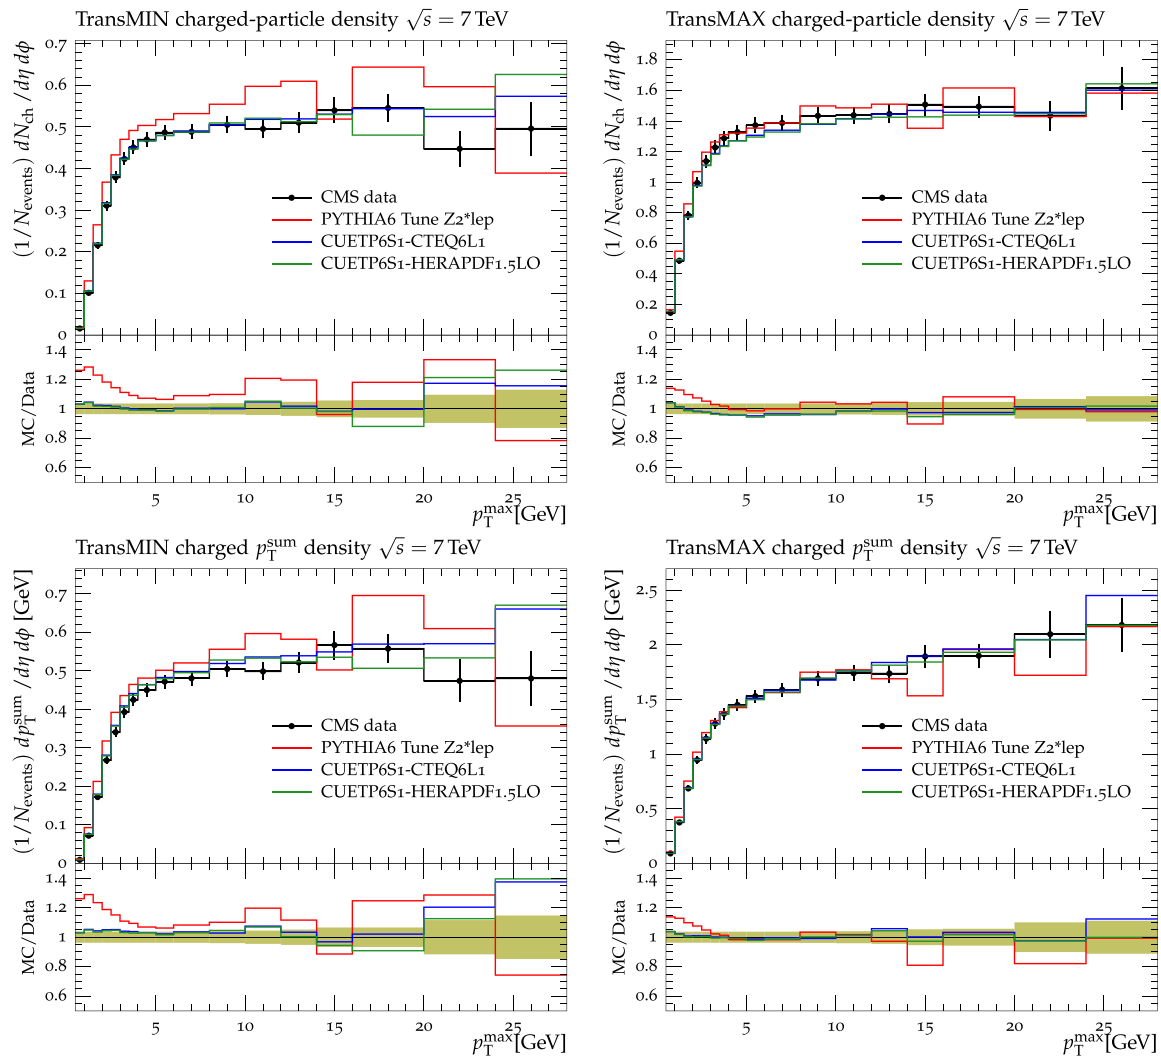 TransMIN charged-particle density √s = 7 TeV
(1/N_events) dN_ch/dη dϕ
0.7
0.6
0.5
0.4
0.3
0.2
0.1
0
CMS data
PYTHIA6 Tune Z2*lep
CUETP6S1-CTEQ6L1
CUETP6S1-HERAPDF1.5LO
MC/Data
1.4
1.2
1
0.8
0.6
5
10
15
20
25
p_T^max[GeV]
TransMAX charged-particle density √s = 7 TeV
(1/N_events) dN_ch/dη dϕ
1.8
1.6
1.4
1.2
1
0.8
0.6
0.4
0.2
0
CMS data
PYTHIA6 Tune Z2*lep
CUETP6S1-CTEQ6L1
CUETP6S1-HERAPDF1.5LO
MC/Data
1.4
1.2
1
0.8
0.6
5
10
15
20
25
p_T^max[GeV]
TransMIN charged p_T^sum density √s = 7 TeV
(1/N_events) dp_T^sum/dη dϕ [GeV]
0.7
0.6
0.5
0.4
0.3
0.2
0.1
0
CMS data
PYTHIA6 Tune Z2*lep
CUETP6S1-CTEQ6L1
CUETP6S1-HERAPDF1.5LO
MC/Data
1.4
1.2
1
0.8
0.6
5
10
15
20
25
p_T^max[GeV]
TransMAX charged p_T^sum density √s = 7 TeV
(1/N_events) dp_T^sum/dη dϕ [GeV]
2.5
2
1.5
1
0.5
0
CMS data
PYTHIA6 Tune Z2*lep
CUETP6S1-CTEQ6L1
CUETP6S1-HERAPDF1.5LO
MC/Data
1.4
1.2
1
0.8
0.6
5
10
15
20
25
p_T^max[GeV]